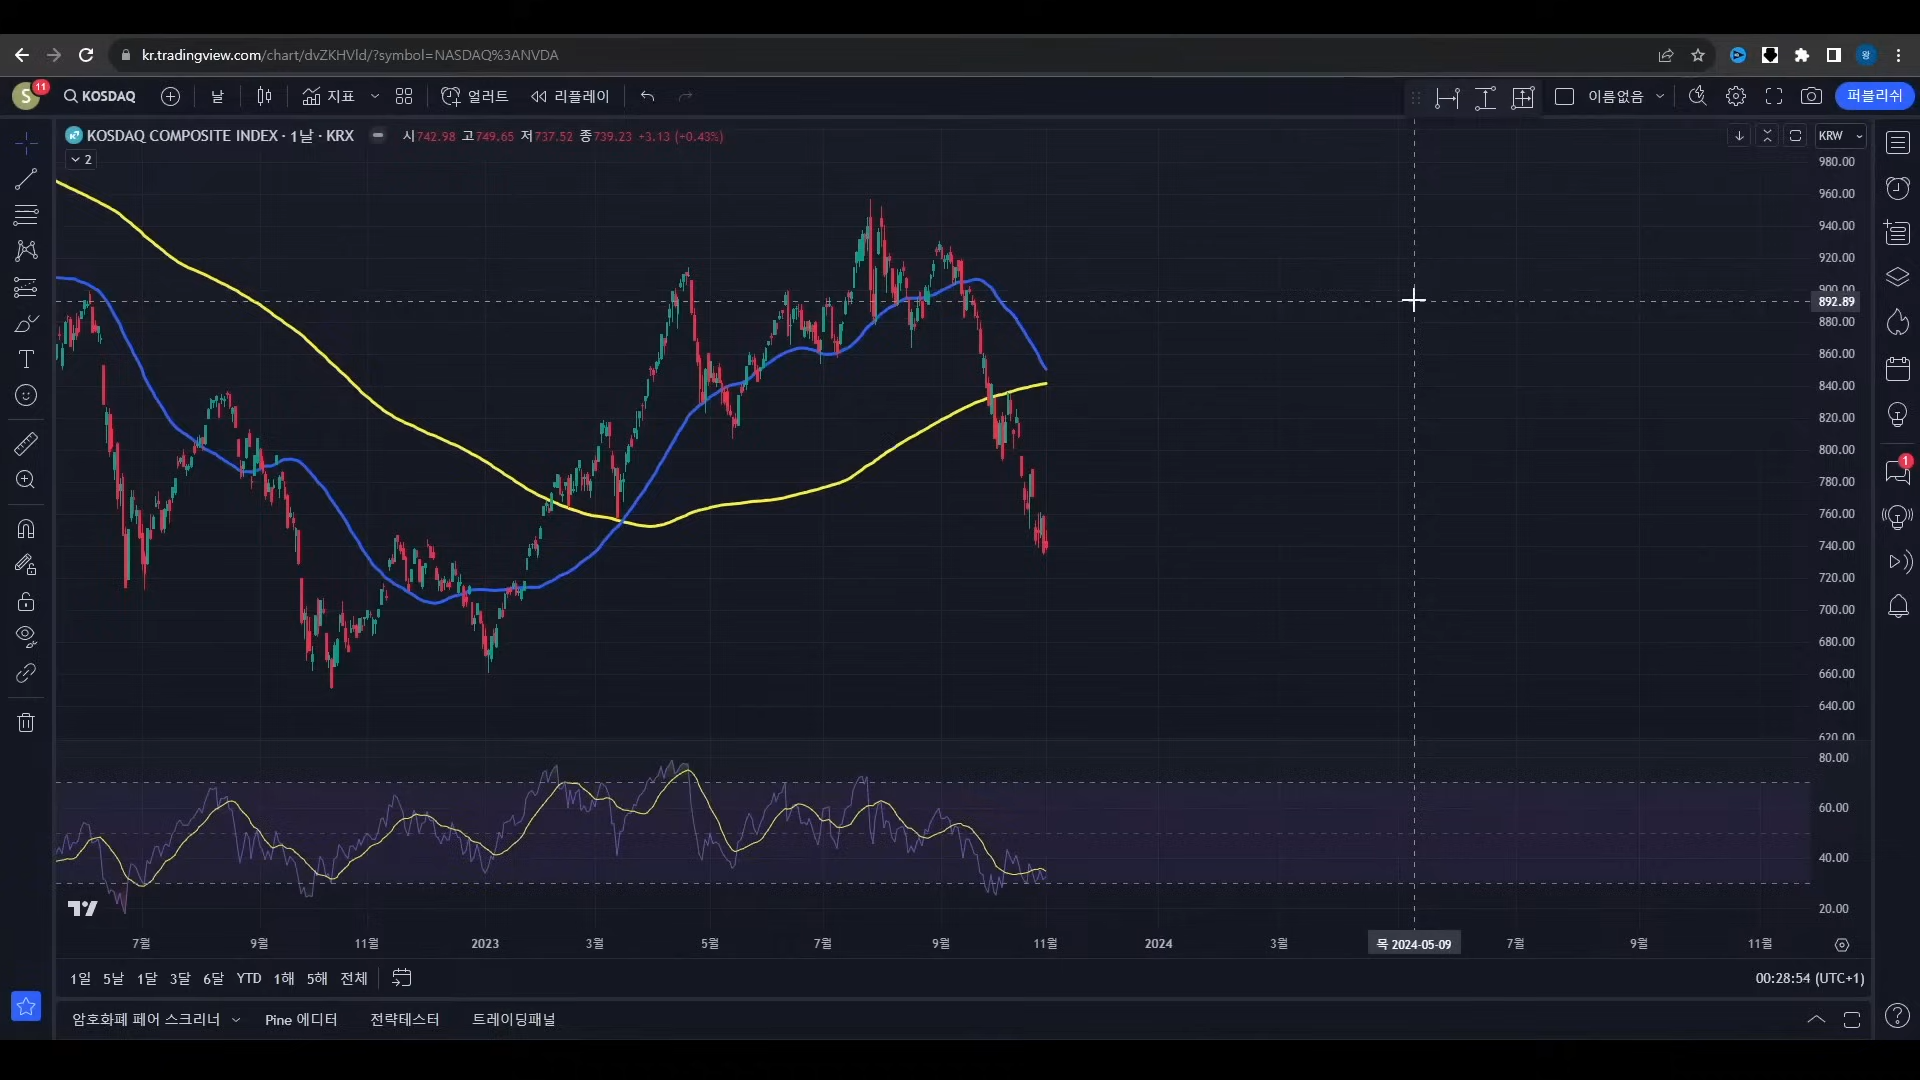 kr.tradingview.com/chart/dvZKHVld/?symbol=NASDAQ%3ANVDA
왕
S
11
KOSDAQ
날
지표
얼러트
리플레이
이름없음
퍼블리쉬
KOSDAQ COMPOSITE INDEX · 1날 · KRX
시742.98 고749.65 저737.52 종739.23 +3.13 (+0.43%)
KRW
2
980.00
960.00
940.00
920.00
900.00
892.89
880.00
860.00
840.00
820.00
800.00
780.00
760.00
740.00
720.00
700.00
680.00
660.00
640.00
620.00
80.00
60.00
40.00
20.00
1
7월
9월
11월
2023
3월
5월
7월
9월
11월
2024
3월
목 2024-05-09
7월
9월
11월
1일 5날 1달 3달 6달 YTD 1해 5해 전체
00:28:54 (UTC+1)
암호화폐 페어 스크리너
Pine 에디터
전략테스터
트레이딩패널